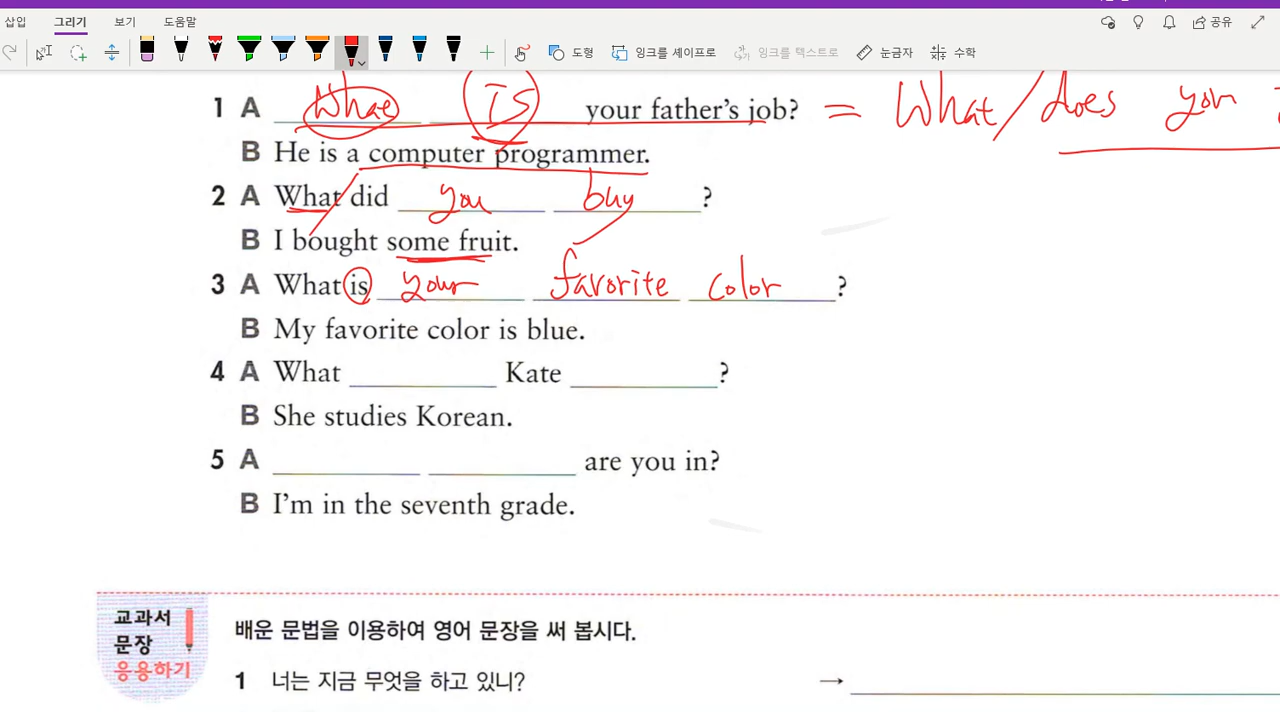 삽입 그리기 보기 도움말 공유
도형 잉크를 셰이프로 잉크를 텍스트로 눈금자 수학
1 A What is your father's job? = What/does you
B He is a computer programmer.
2 A What did you buy ?
B I bought some fruit.
3 A What is your favorite color ?
B My favorite color is blue.
4 A What Kate ?
B She studies Korean.
5 A are you in?
B I'm in the seventh grade.
교과서
문장
응용하기
배운 문법을 이용하여 영어 문장을 써 봅시다.
1 너는 지금 무엇을 하고 있니? →